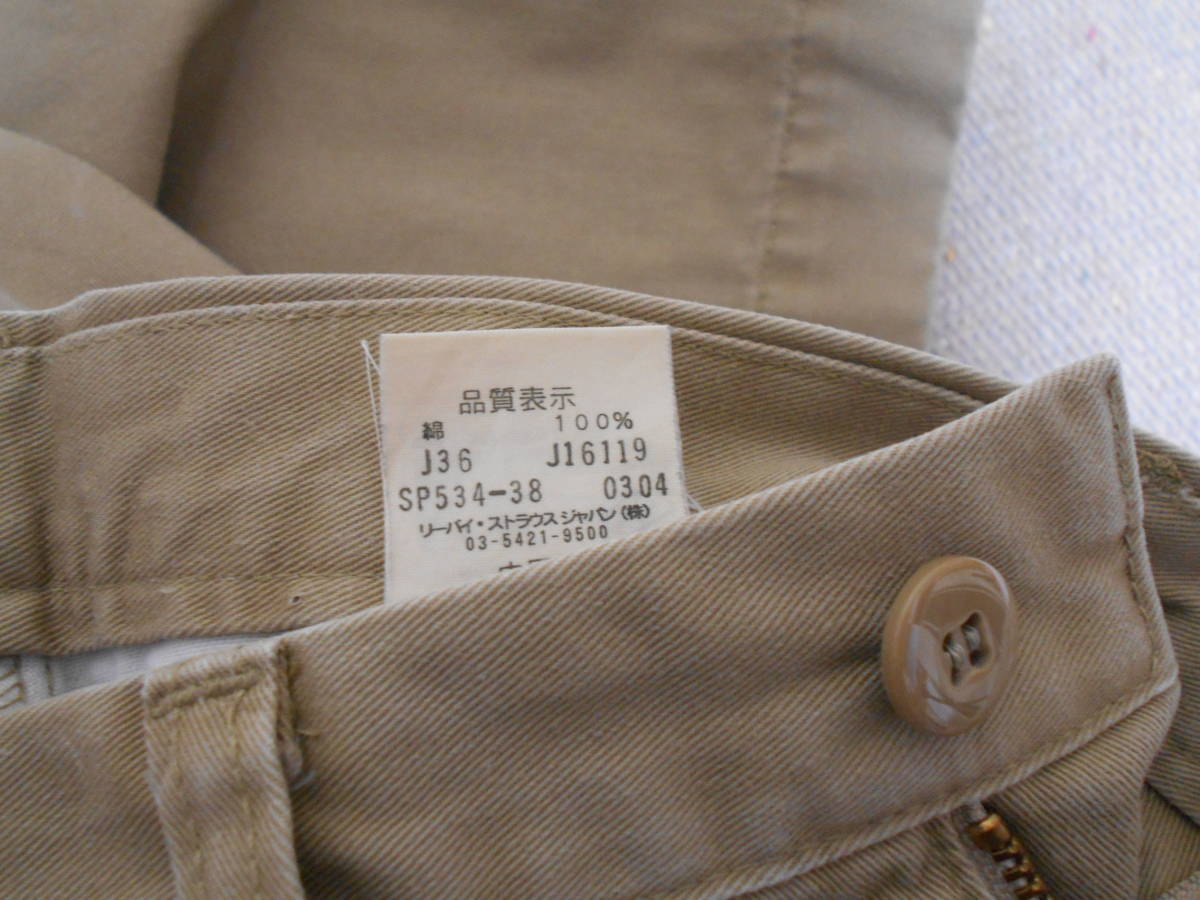 品質表示
綿 100%
J36 J16119
SP534-38 0304
リーバイ・ストラウス ジャパン(株)
03-5421-9500